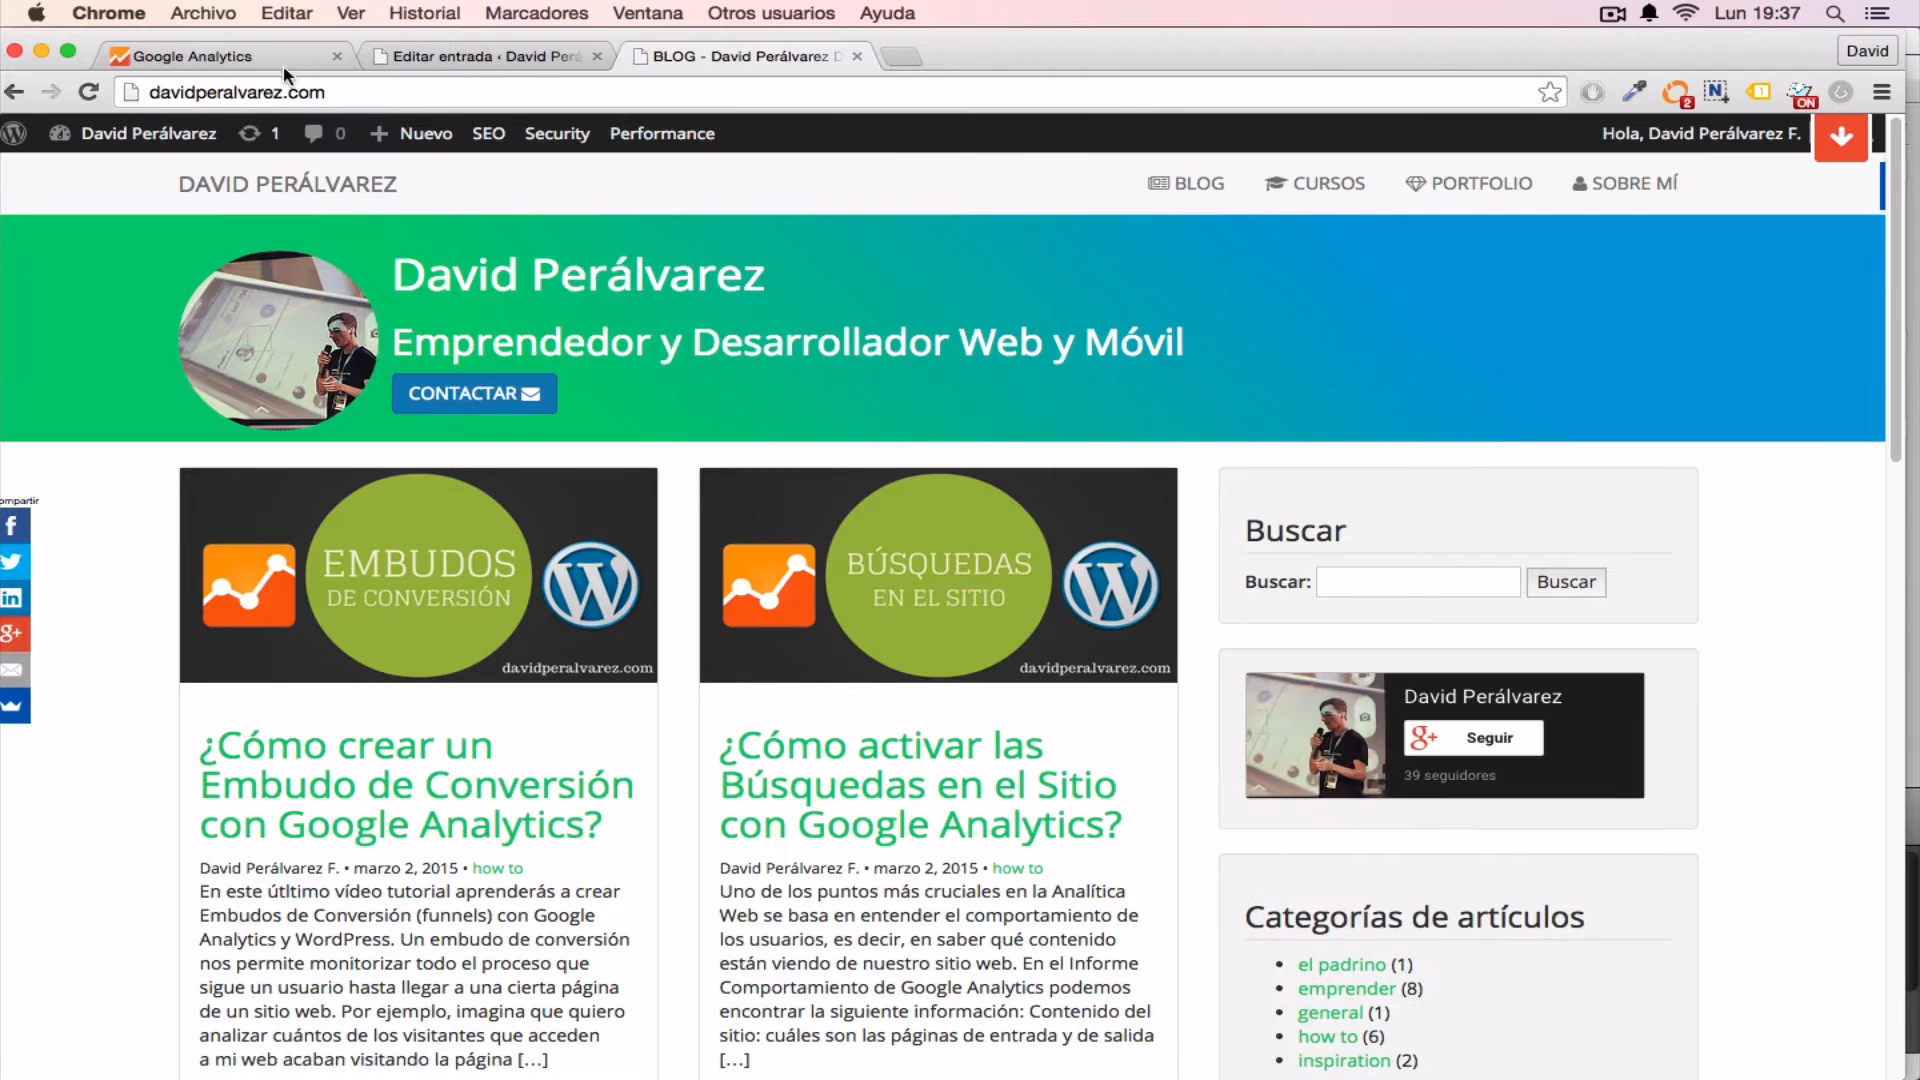 Chrome Archivo Editar Ver Historial Marcadores Ventana Otros usuarios Ayuda Lun 19:37
Google Analytics
Editar entrada ‹ David Perá
BLOG - David Perálvarez D
David
davidperalvarez.com
2
N
1
ON
David Perálvarez 1 0 Nuevo SEO Security Performance Hola, David Perálvarez F.
DAVID PERÁLVAREZ
BLOG CURSOS PORTFOLIO SOBRE MÍ
David Perálvarez
Emprendedor y Desarrollador Web y Móvil
CONTACTAR
ompartir
f
in
g+
EMBUDOS
DE CONVERSIÓN
davidperalvarez.com
¿Cómo crear un
Embudo de Conversión
con Google Analytics?
David Perálvarez F. • marzo 2, 2015 • how to
En este útltimo vídeo tutorial aprenderás a crear
Embudos de Conversión (funnels) con Google
Analytics y WordPress. Un embudo de conversión
nos permite monitorizar todo el proceso que
sigue un usuario hasta llegar a una cierta página
de un sitio web. Por ejemplo, imagina que quiero
analizar cuántos de los visitantes que acceden
a mi web acaban visitando la página […]
BÚSQUEDAS
EN EL SITIO
davidperalvarez.com
¿Cómo activar las
Búsquedas en el Sitio
con Google Analytics?
David Perálvarez F. • marzo 2, 2015 • how to
Uno de los puntos más cruciales en la Analítica
Web se basa en entender el comportamiento de
los usuarios, es decir, en saber qué contenido
están viendo de nuestro sitio web. En el Informe
Comportamiento de Google Analytics podemos
encontrar la siguiente información: Contenido del
sitio: cuáles son las páginas de entrada y de salida
[…]
Buscar
Buscar: Buscar
David Perálvarez
g+ Seguir
39 seguidores
Categorías de artículos
• el padrino (1)
• emprender (8)
• general (1)
• how to (6)
• inspiration (2)